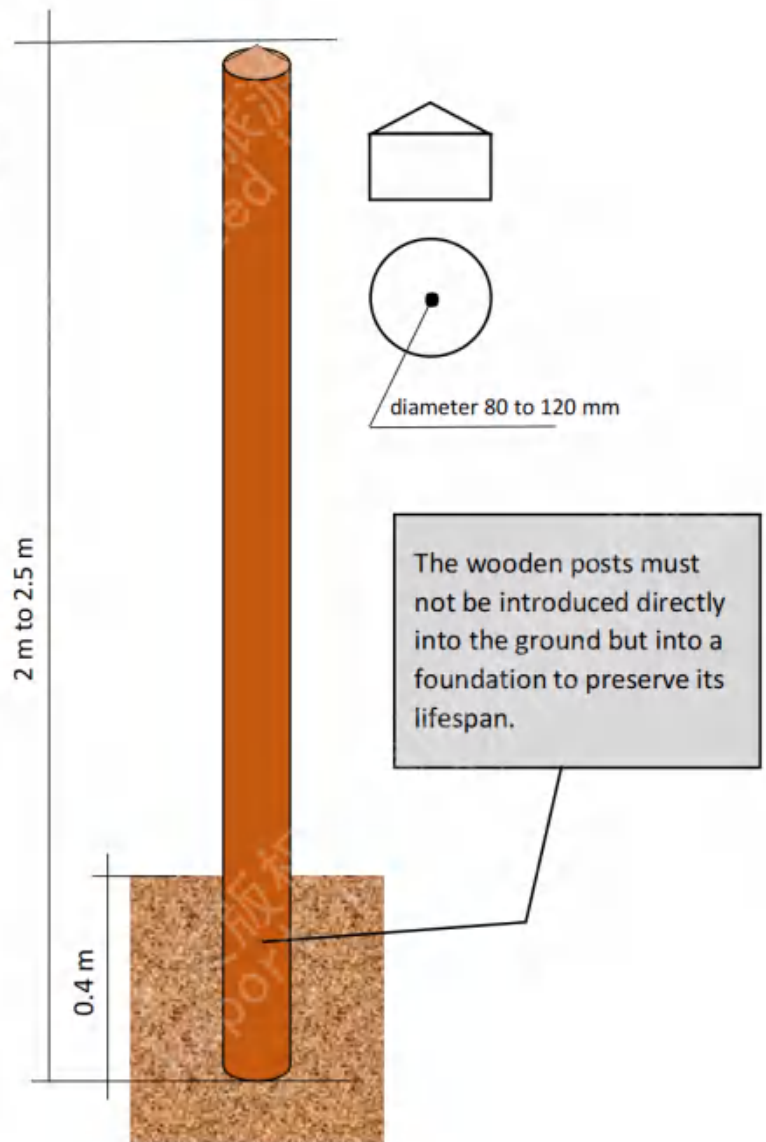 diameter 80 to 120 mm
2 m to 2.5 m
The wooden posts must
not be introduced directly
into the ground but into a
foundation to preserve its
lifespan.
0.4 m